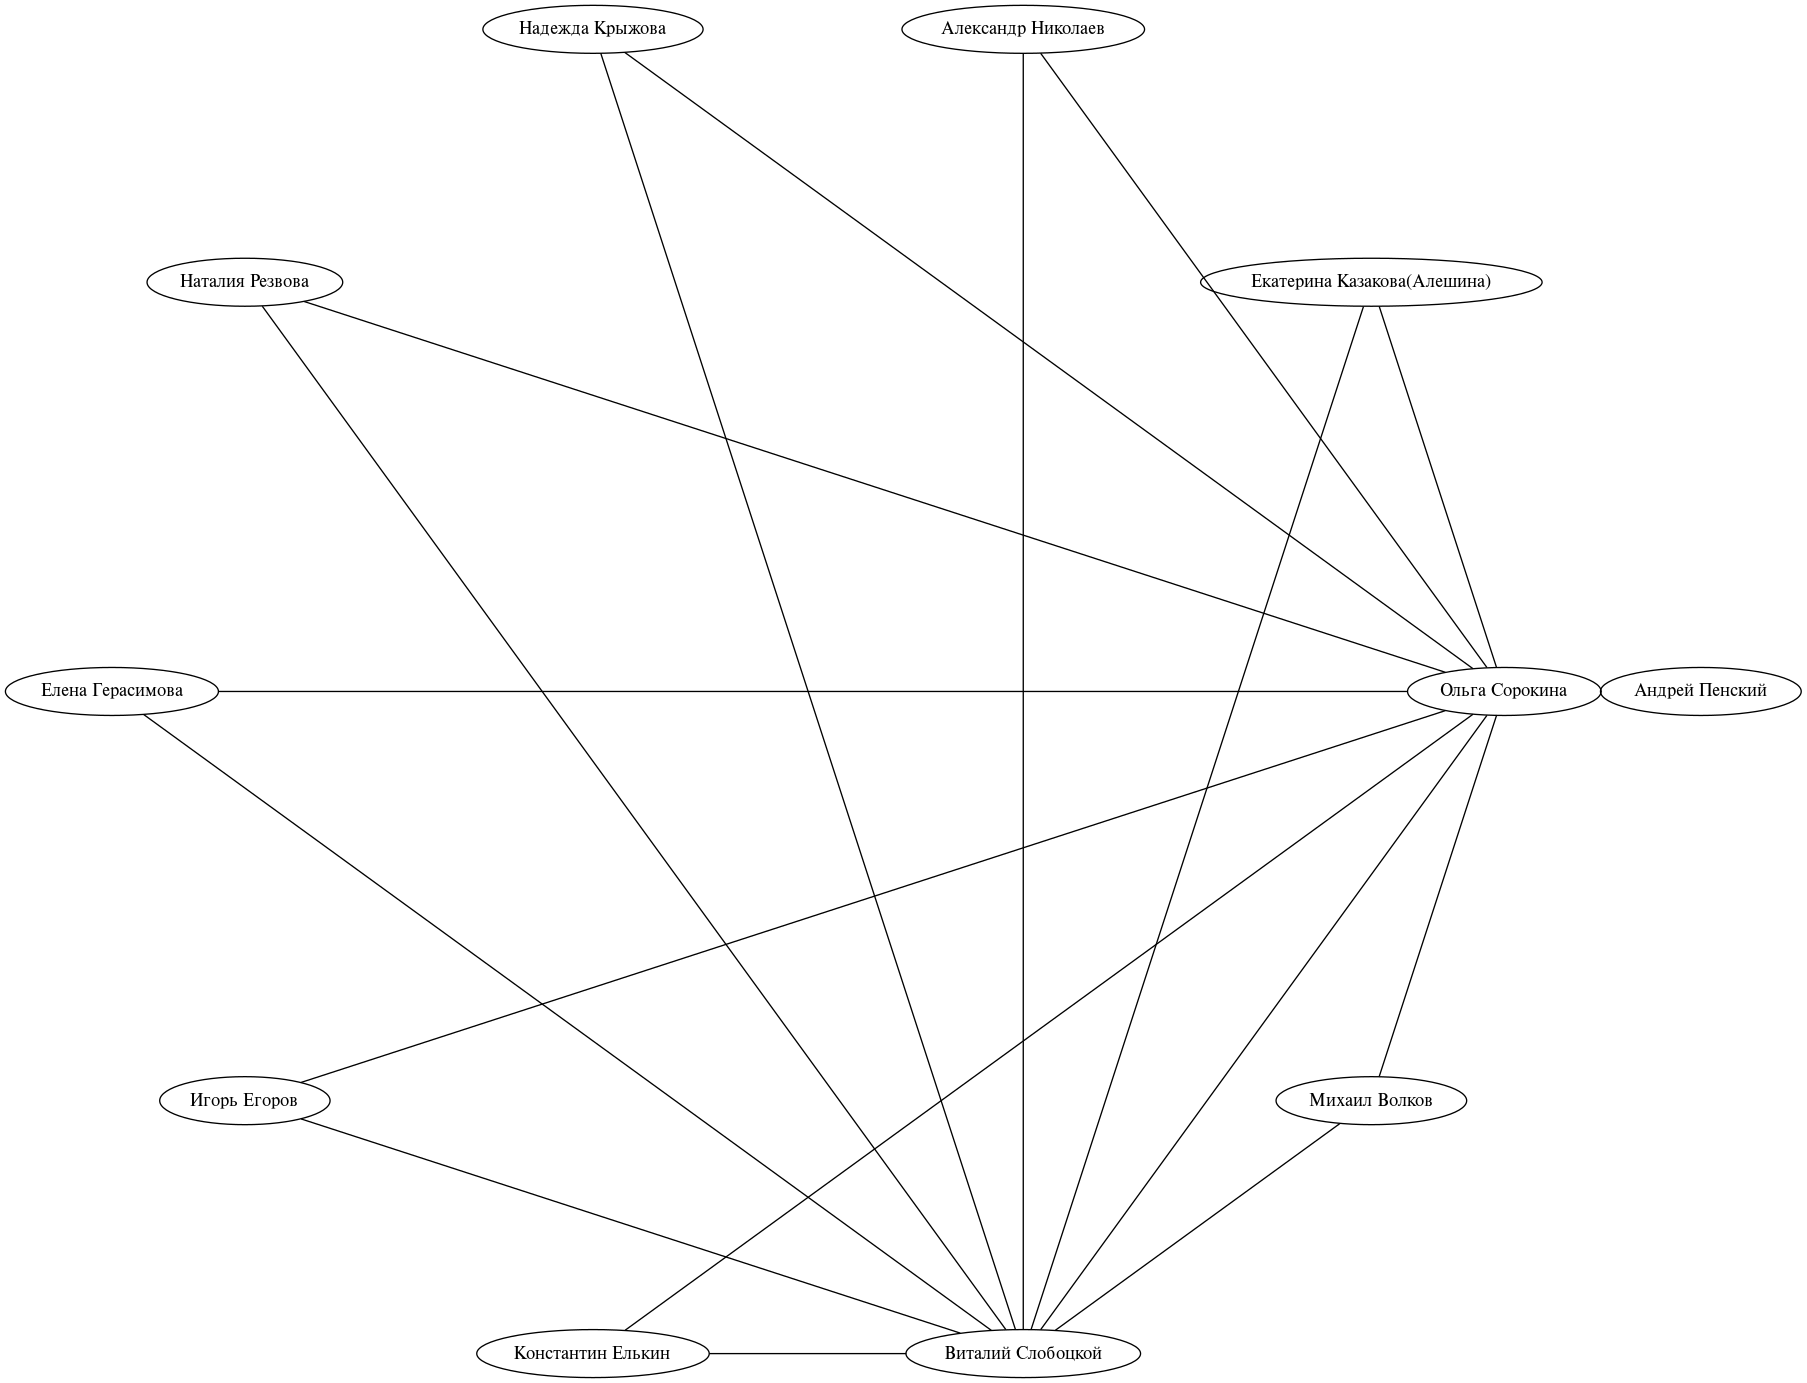 Надежда Крыжова
Александр Николаев
Наталия Резвова
Екатерина Казакова(Алешина)
Елена Герасимова
Ольга Сорокина
Андрей Пенский
Игорь Егоров
Михаил Волков
Константин Елькин
Виталий Слобоцкой